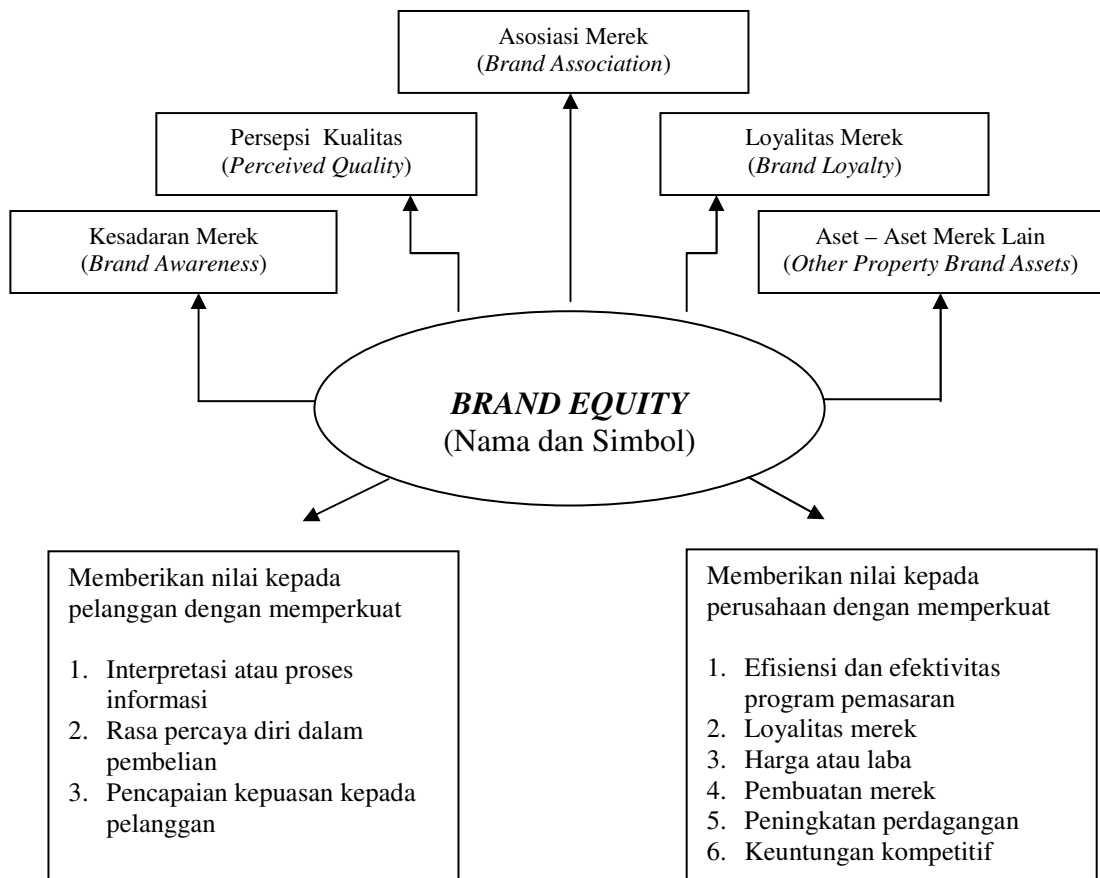 Asosiasi Merek
(Brand Association)
Persepsi Kualitas
(Perceived Quality)
Loyalitas Merek
(Brand Loyalty)
Kesadaran Merek
(Brand Awareness)
Aset – Aset Merek Lain
(Other Property Brand Assets)
BRAND EQUITY
(Nama dan Simbol)
Memberikan nilai kepada
pelanggan dengan memperkuat
1. Interpretasi atau proses
informasi
2. Rasa percaya diri dalam
pembelian
3. Pencapaian kepuasan kepada
pelanggan
Memberikan nilai kepada
perusahaan dengan memperkuat
1. Efisiensi dan efektivitas
program pemasaran
2. Loyalitas merek
3. Harga atau laba
4. Pembuatan merek
5. Peningkatan perdagangan
6. Keuntungan kompetitif